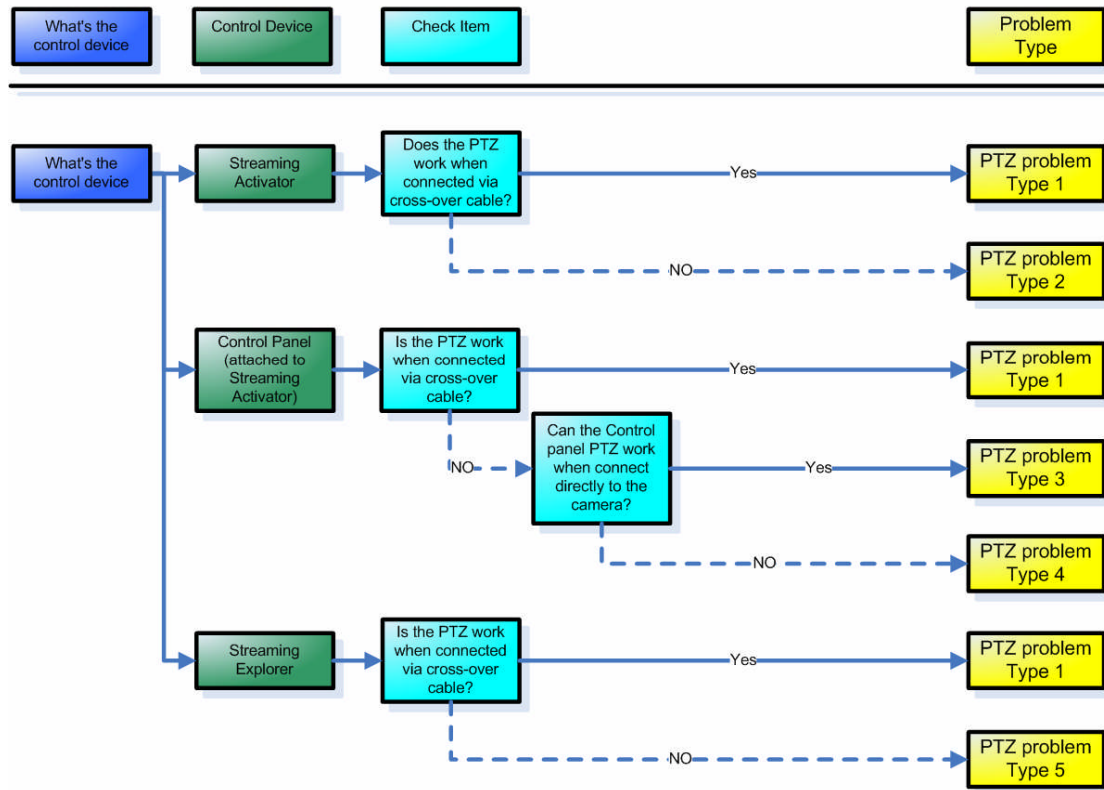 What's the
control device
Control Device
Check Item
Problem
Type
What's the
control device
Streaming
Activator
Does the PTZ
work when
connected via
cross-over cable?
Yes
PTZ problem
Type 1
NO
PTZ problem
Type 2
Control Panel
(attached to
Streaming
Activator)
Is the PTZ work
when connected
via cross-over
cable?
Yes
PTZ problem
Type 1
NO
Can the Control
panel PTZ work
when connect
directly to the
camera?
Yes
PTZ problem
Type 3
NO
PTZ problem
Type 4
Streaming
Explorer
Is the PTZ work
when connected
via cross-over
cable?
Yes
PTZ problem
Type 1
NO
PTZ problem
Type 5